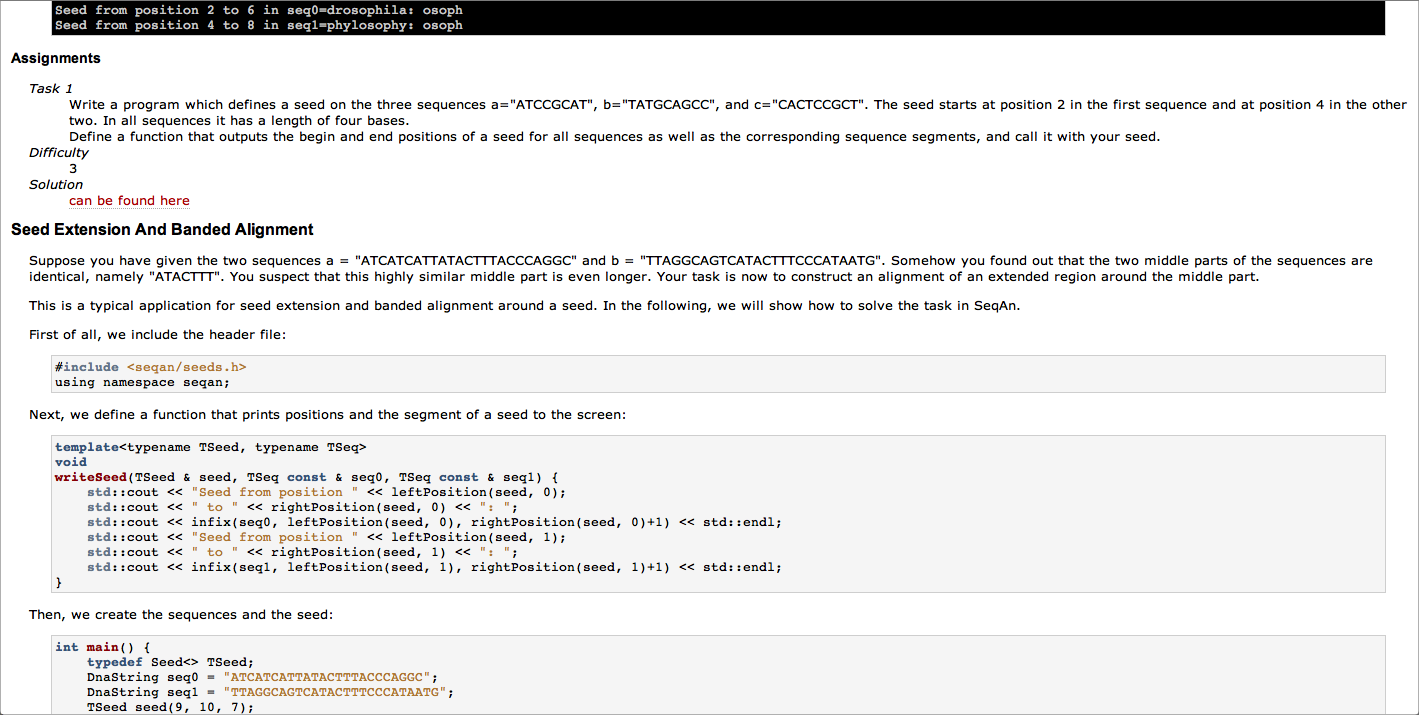 Seed from position 2 to 6 in seq0=drosophila: osoph
Seed from position 4 to 8 in seq1=phylosophy: osoph
Assignments
Task 1
Write a program which defines a seed on the three sequences a="ATCCGCAT", b="TATGCAGCC", and c="CACTCCGCT". The seed starts at position 2 in the first sequence and at position 4 in the other
two. In all sequences it has a length of four bases.
Define a function that outputs the begin and end positions of a seed for all sequences as well as the corresponding sequence segments, and call it with your seed.
Difficulty
3
Solution
can be found here
Seed Extension And Banded Alignment
Suppose you have given the two sequences a = "ATCATCATTATACTTTACCCAGGC" and b = "TTAGGCAGTCATACTTTCCCATAATG". Somehow you found out that the two middle parts of the sequences are
identical, namely "ATACTTT". You suspect that this highly similar middle part is even longer. Your task is now to construct an alignment of an extended region around the middle part.
This is a typical application for seed extension and banded alignment around a seed. In the following, we will show how to solve the task in SeqAn.
First of all, we include the header file:
#include <seqan/seeds.h>
using namespace seqan;
Next, we define a function that prints positions and the segment of a seed to the screen:
template<typename TSeed, typename TSeq>
void
writeSeed(TSeed & seed, TSeq const & seq0, TSeq const & seq1) {
    std::cout << "Seed from position " << leftPosition(seed, 0);
    std::cout << " to " << rightPosition(seed, 0) << ": ";
    std::cout << infix(seq0, leftPosition(seed, 0), rightPosition(seed, 0)+1) << std::endl;
    std::cout << "Seed from position " << leftPosition(seed, 1);
    std::cout << " to " << rightPosition(seed, 1) << ": ";
    std::cout << infix(seq1, leftPosition(seed, 1), rightPosition(seed, 1)+1) << std::endl;
}
Then, we create the sequences and the seed:
int main() {
    typedef Seed<> TSeed;
    DnaString seq0 = "ATCATCATTATACTTTACCCAGGC";
    DnaString seq1 = "TTAGGCAGTCATACTTTCCCATAATG";
    TSeed seed(9, 10, 7);